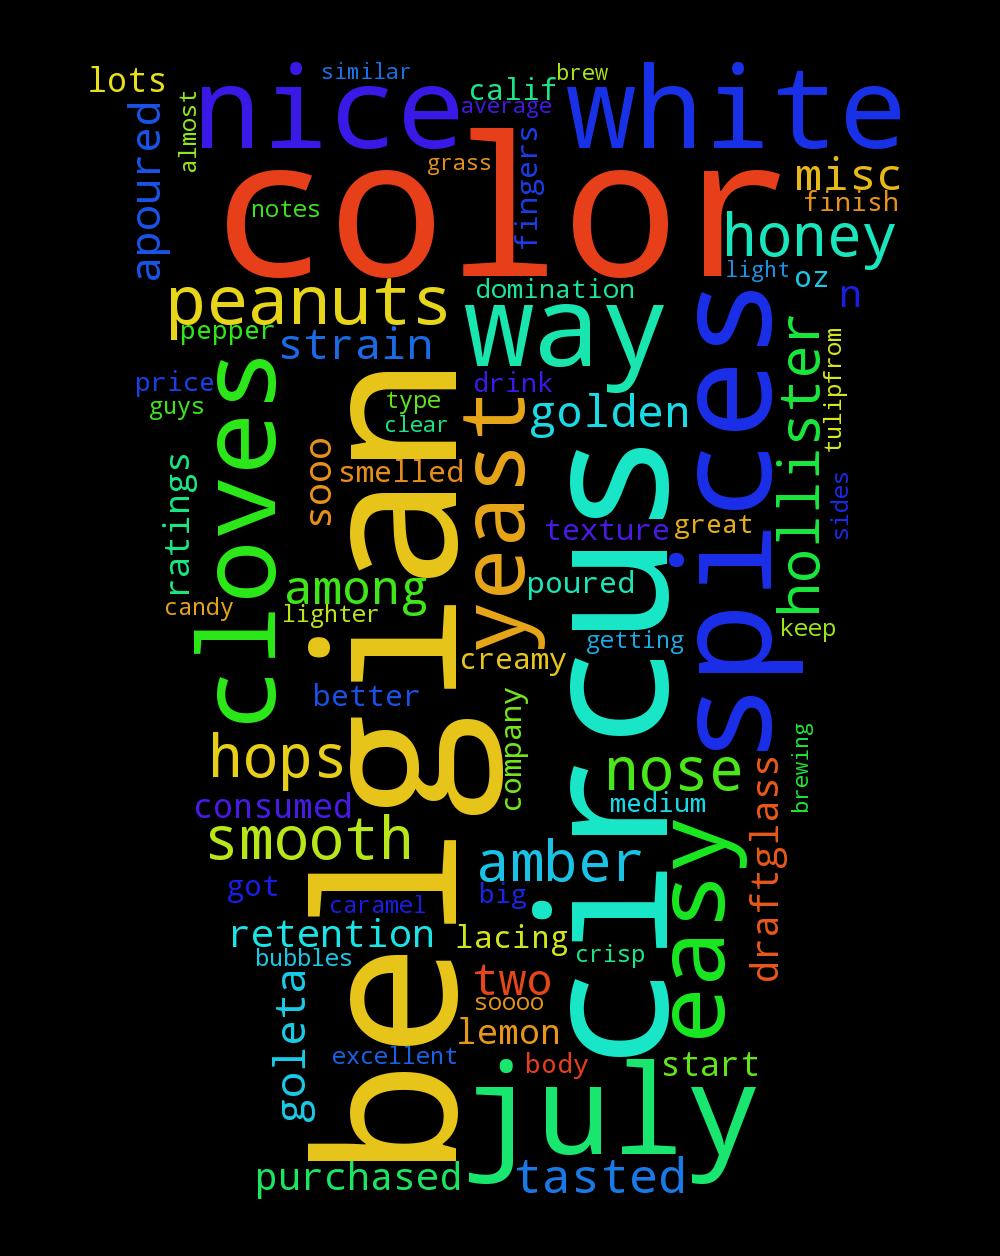 similar
brew
lots
nice
white
calif
almost
apoured
average
color
grass
fingers
misc
notes
finish
honey
light
oz
n
peanuts
domination
way
pepper
strain
spices
hollister
tulipfrom
price
guys
cloves
belgian
type
clear
drink
yeast
golden
circus
ratings
sooo
smelled
texture
great
sides
among
candy
lighter
poured
getting
keep
creamy
better
company
hops
nose
brewing
consumed
medium
draftglass
smooth
amber
easy
got
caramel
big
retention
lacing
bubbles
crisp
goleta
two
soooo
lemon
excellent
body
start
july
purchased
tasted